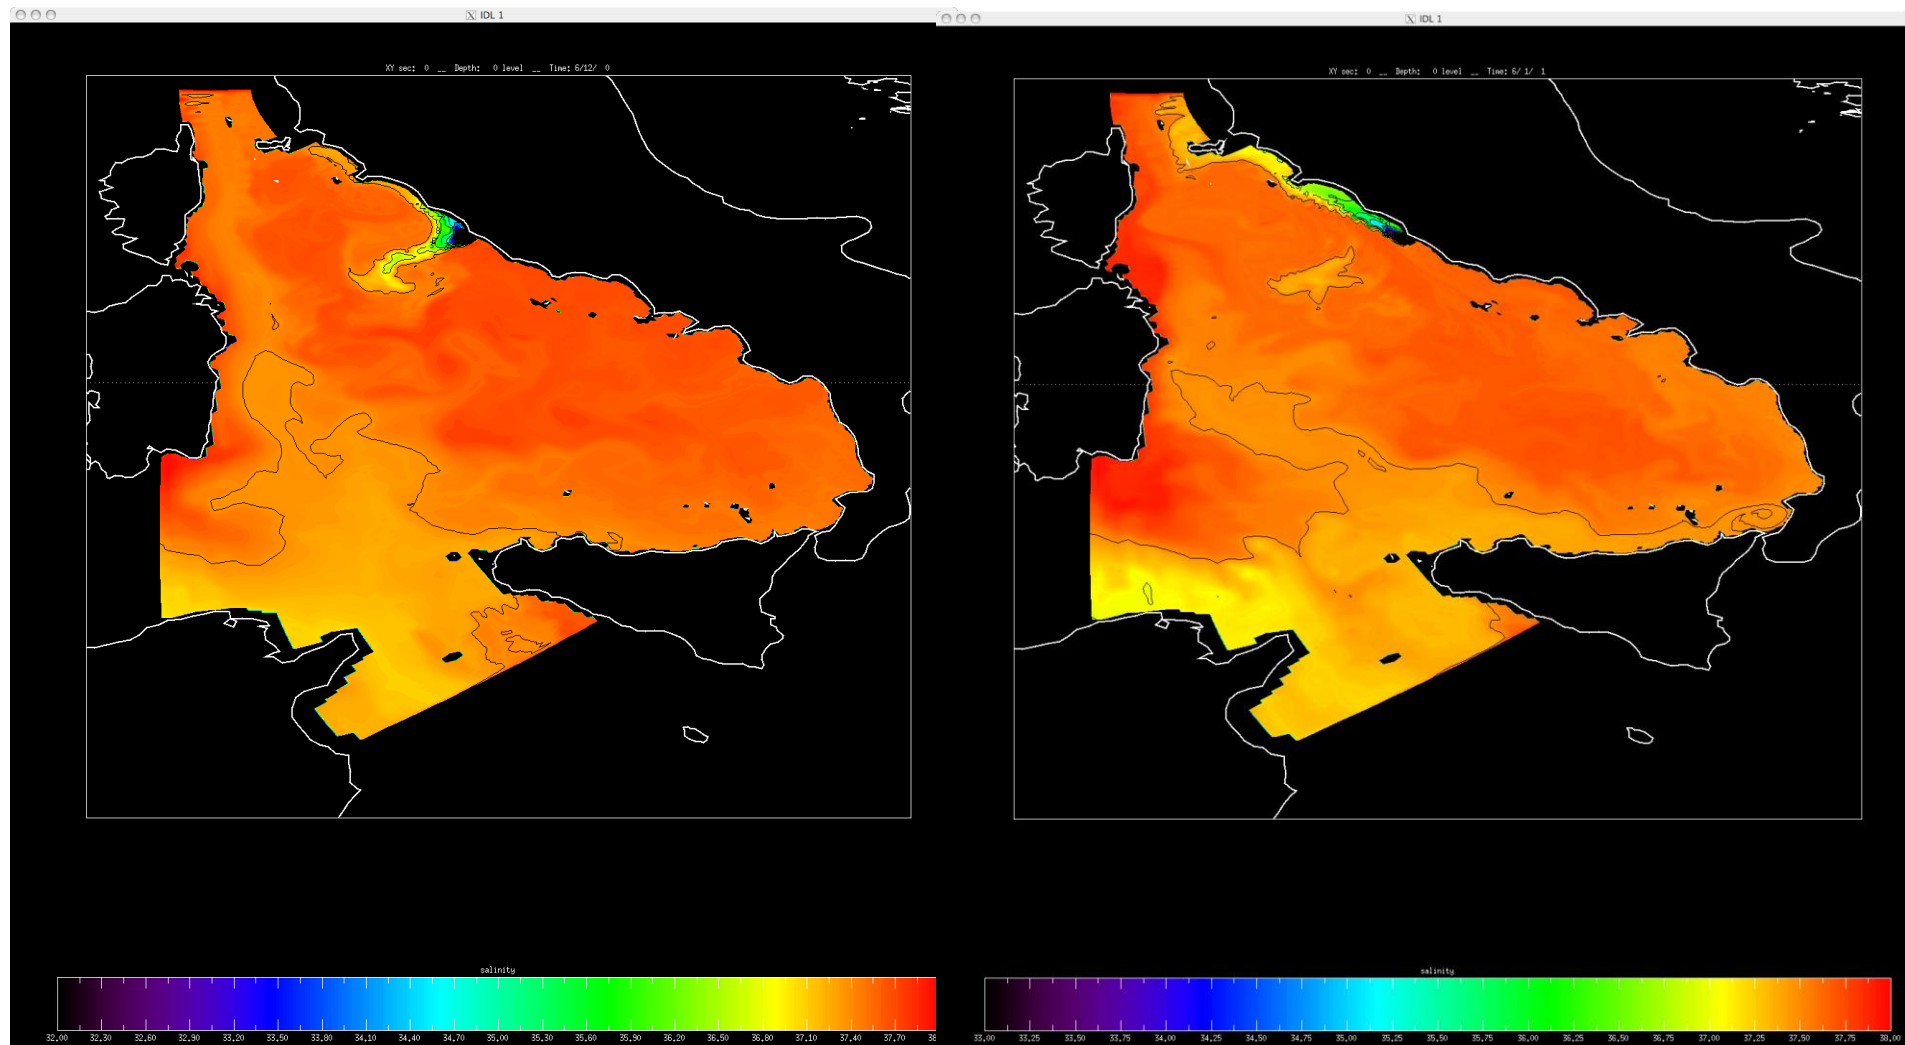 X IDL 1
X IDL 1
XY sec: 0 __ Depth: 0 level __ Time: 6/12/ 0
XY sec: 0 __ Depth: 0 level __ Time: 6/ 1/ 1
salinity
32.00 32.30 32.60 32.90 33.20 33.50 33.80 34.10 34.40 34.70 35.00 35.30 35.60 35.90 36.20 36.50 36.80 37.10 37.40 37.70 38
salinity
33.00 33.25 33.50 33.75 34.00 34.25 34.50 34.75 35.00 35.25 35.50 35.75 36.00 36.25 36.50 36.75 37.00 37.25 37.50 37.75 38.00